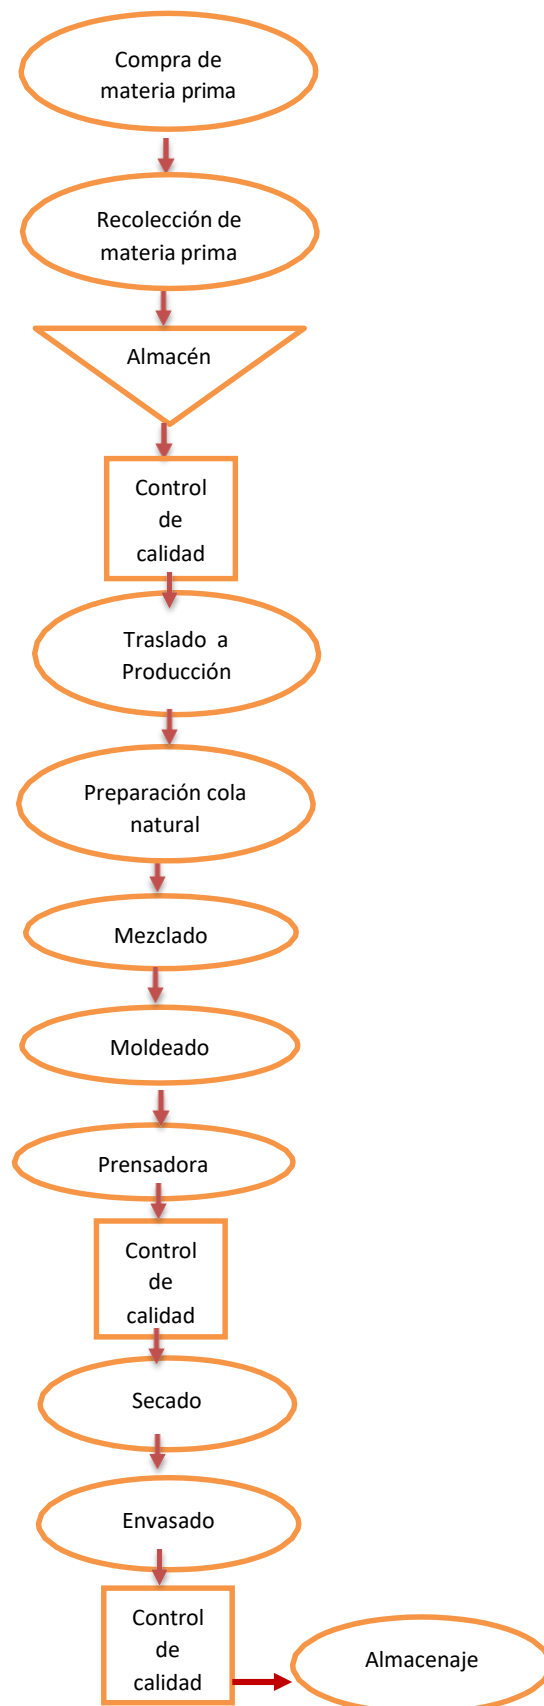 Compra de
materia prima
Recolección de
materia prima
Almacén
Control
de
calidad
Traslado a
Producción
Preparación cola
natural
Mezclado
Moldeado
Prensadora
Control
de
calidad
Secado
Envasado
Control
de
calidad
Almacenaje